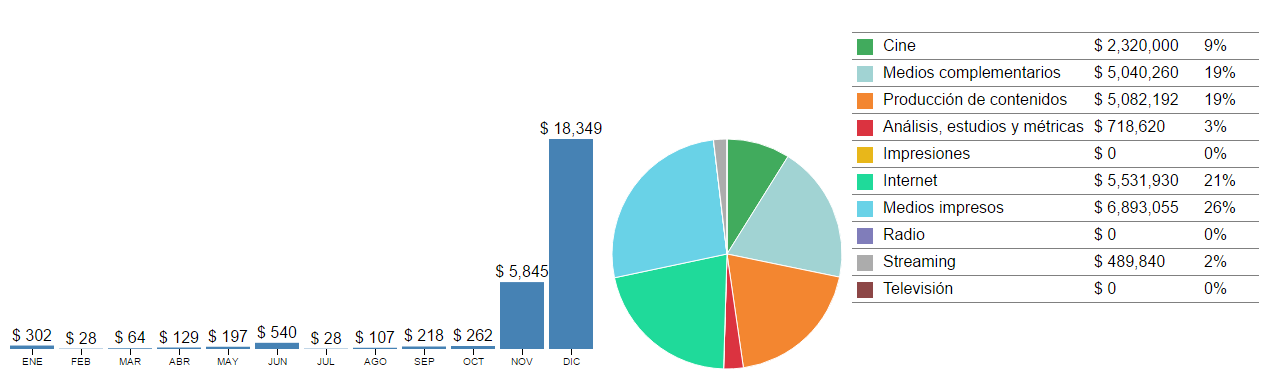 $ 302
$ 28
$ 64
$ 129
$ 197
$ 540
$ 28
$ 107
$ 218
$ 262
$ 5,845
$ 18,349
ENE FEB MAR ABR MAY JUN JUL AGO SEP OCT NOV DIC
Cine $ 2,320,000 9%
Medios complementarios $ 5,040,260 19%
Producción de contenidos $ 5,082,192 19%
Análisis, estudios y métricas $ 718,620 3%
Impresiones $ 0 0%
Internet $ 5,531,930 21%
Medios impresos $ 6,893,055 26%
Radio $ 0 0%
Streaming $ 489,840 2%
Televisión $ 0 0%